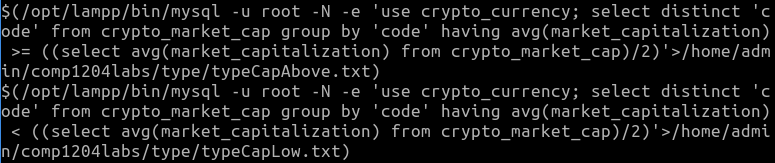 $(/opt/lampp/bin/mysql -u root -N -e 'use crypto_currency; select distinct 'c
ode' from crypto_market_cap group by 'code' having avg(market_capitalization)
 >= ((select avg(market_capitalization) from crypto_market_cap)/2)'>/home/adm
in/comp1204labs/type/typeCapAbove.txt)
$(/opt/lampp/bin/mysql -u root -N -e 'use crypto_currency; select distinct 'c
ode' from crypto_market_cap group by 'code' having avg(market_capitalization)
 < ((select avg(market_capitalization) from crypto_market_cap)/2)'>/home/admi
n/comp1204labs/type/typeCapLow.txt)